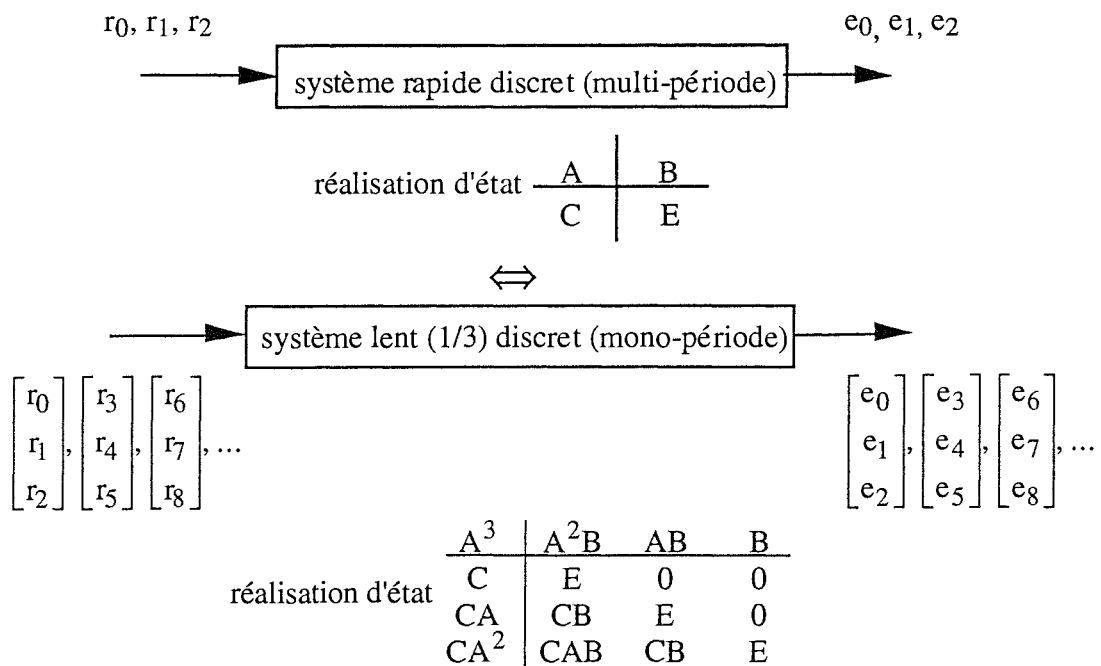 r₀, r₁, r₂ e₀, e₁, e₂
système rapide discret (multi-période)
réalisation d'état
A B
C E
⇔
système lent (1/3) discret (mono-période)
[r₀ r₁ r₂], [r₃ r₄ r₅], [r₆ r₇ r₈], ...
[e₀ e₁ e₂], [e₃ e₄ e₅], [e₆ e₇ e₈], ...
réalisation d'état
A³ A²B AB B
C E 0 0
CA CB E 0
CA² CAB CB E